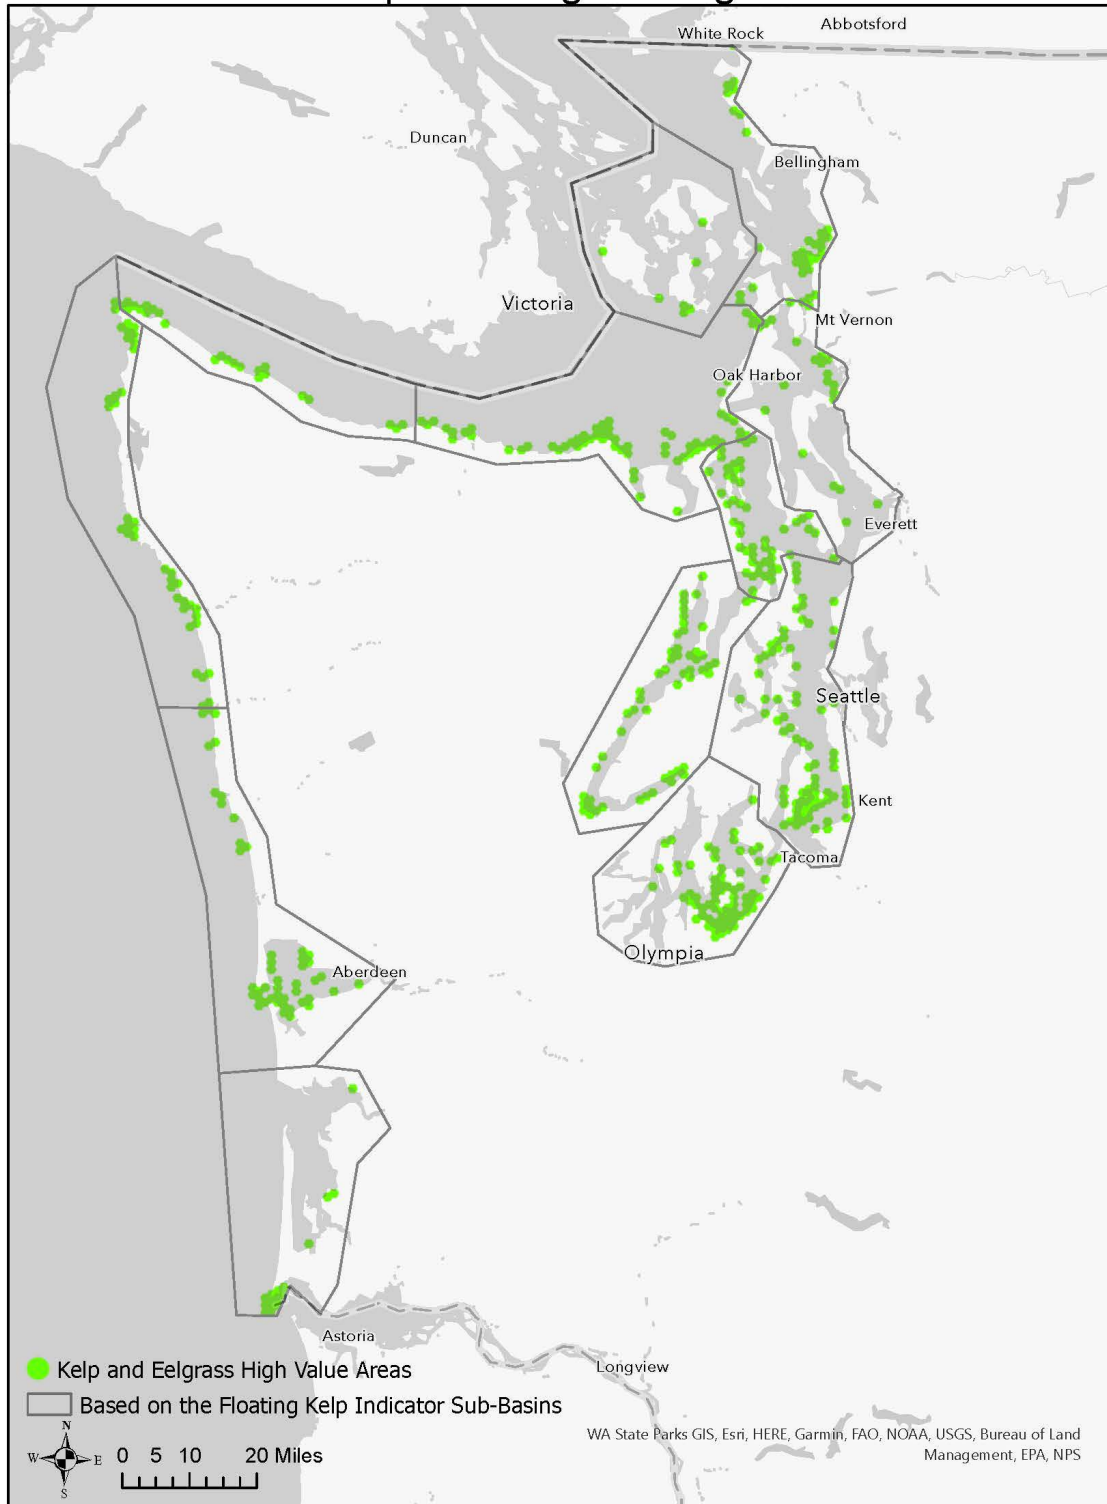 White Rock
Abbotsford
Duncan
Bellingham
Victoria
Mt Vernon
Oak Harbor
Everett
Seattle
Kent
Tacoma
Olympia
Aberdeen
Astoria
Longview
Kelp and Eelgrass High Value Areas
Based on the Floating Kelp Indicator Sub-Basins
N
W E
S
0 5 10 20 Miles
WA State Parks GIS, Esri, HERE, Garmin, FAO, NOAA, USGS, Bureau of Land
Management, EPA, NPS